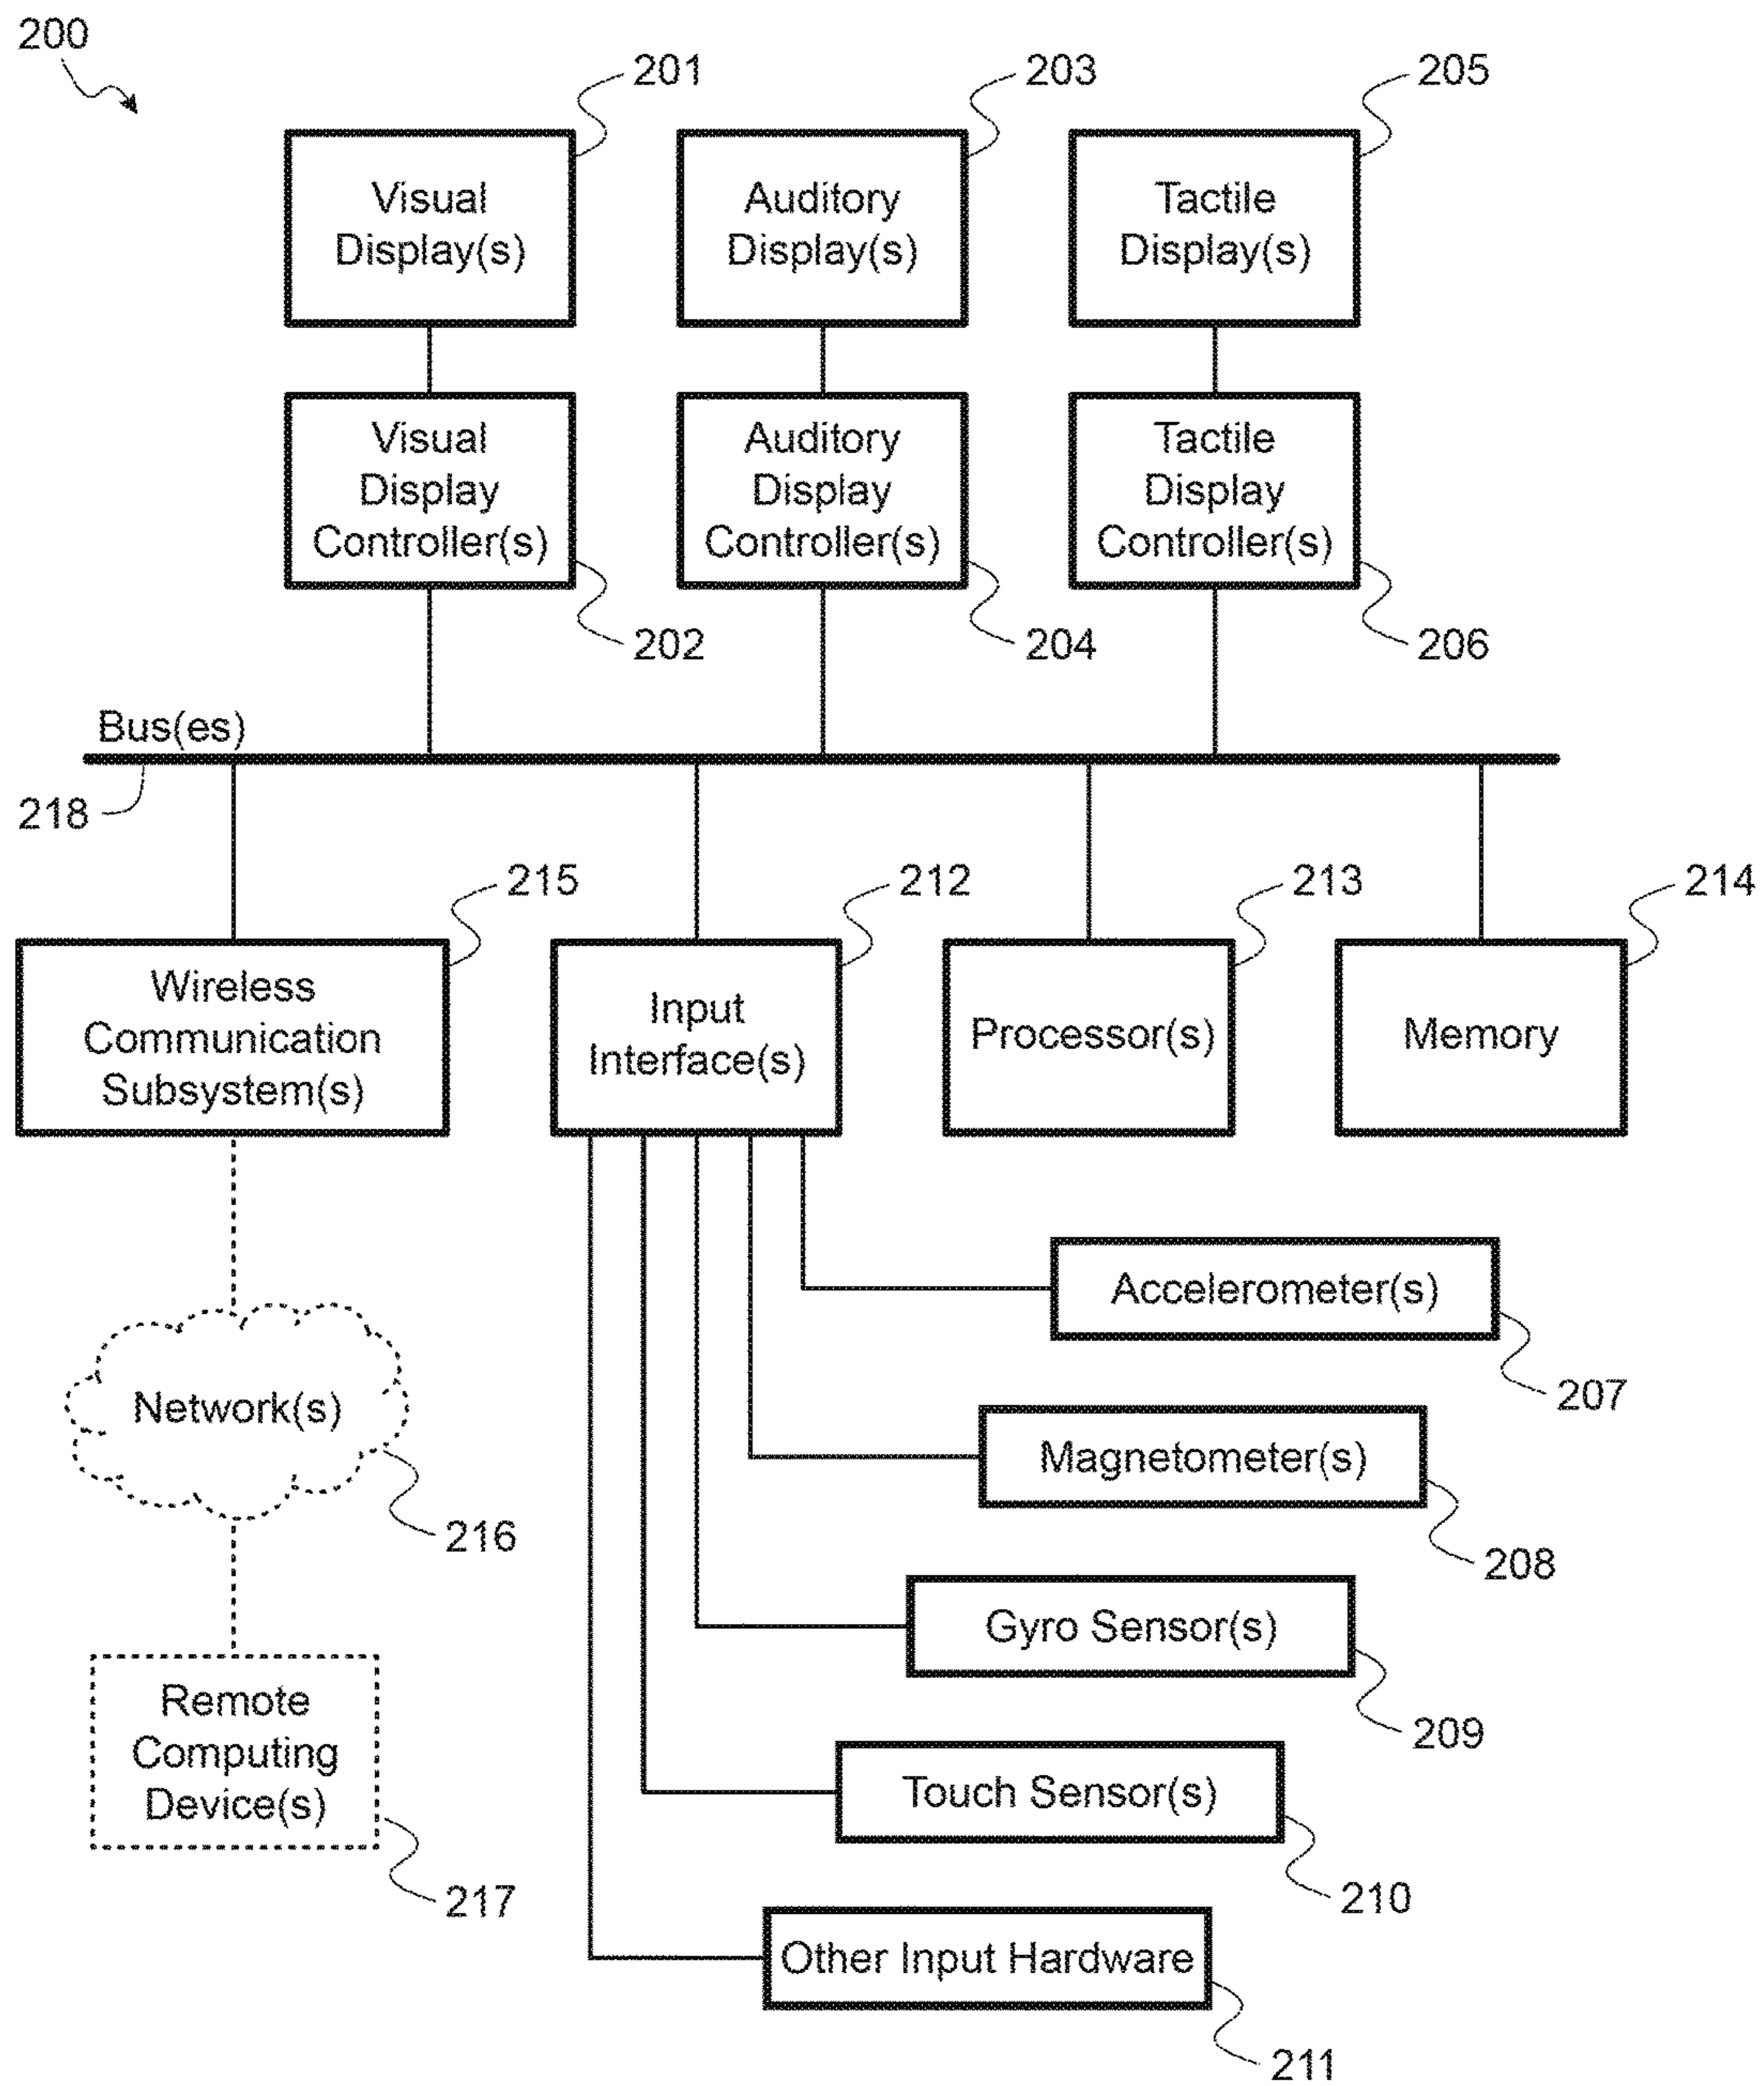 200
201
203
205
Visual
Display(s)
Auditory
Display(s)
Tactile
Display(s)
Visual
Display
Controller(s)
Auditory
Display
Controller(s)
Tactile
Display
Controller(s)
202
204
206
Bus(es)
218
215
212
213
214
Wireless
Communication
Subsystem(s)
Input
Interface(s)
Processor(s)
Memory
Accelerometer(s)
207
Network(s)
216
Magnetometer(s)
208
Gyro Sensor(s)
209
Remote
Computing
Device(s)
217
Touch Sensor(s)
210
Other Input Hardware
211